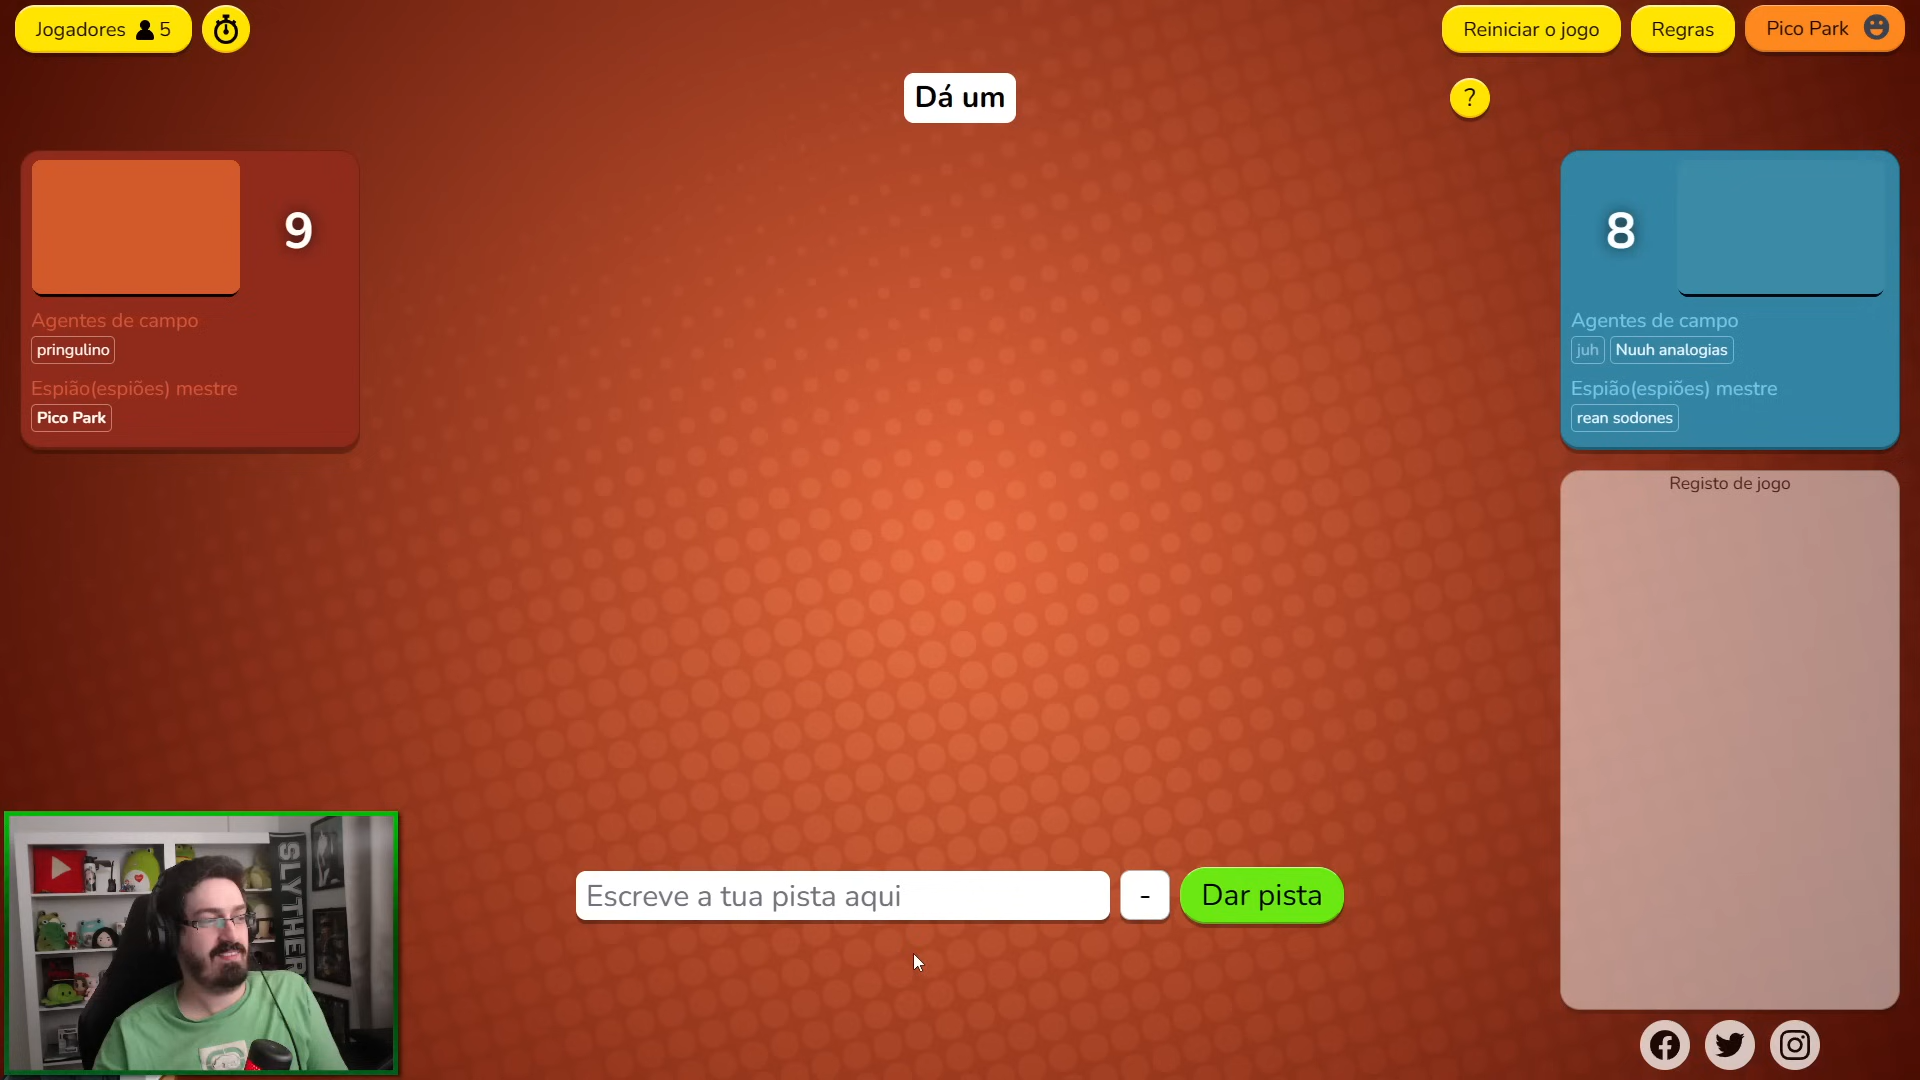 Jogadores 5
Reiniciar o jogo
Regras
Pico Park
Dá um
?
9
Agentes de campo
pringulino
Espião(espiões) mestre
Pico Park
8
Agentes de campo
juh Nuuh analogias
Espião(espiões) mestre
rean sodones
Registo de jogo
SLYTHER
Escreve a tua pista aqui
-
Dar pista